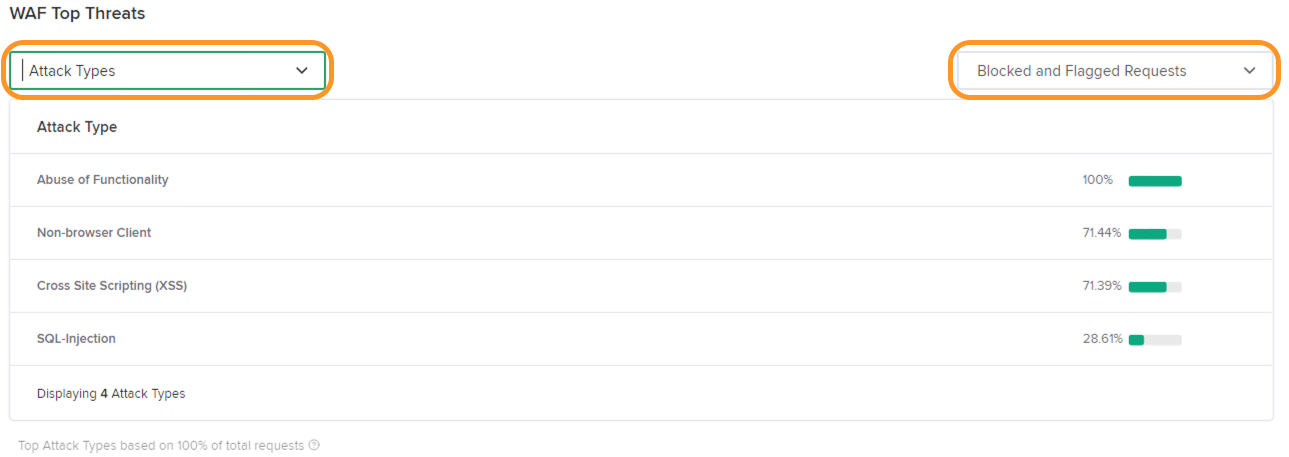 WAF Top Threats
Attack Types
Blocked and Flagged Requests
Attack Type
Abuse of Functionality 100%
Non-browser Client 71.44%
Cross Site Scripting (XSS) 71.39%
SQL-Injection 28.61%
Displaying 4 Attack Types
Top Attack Types based on 100% of total requests ?